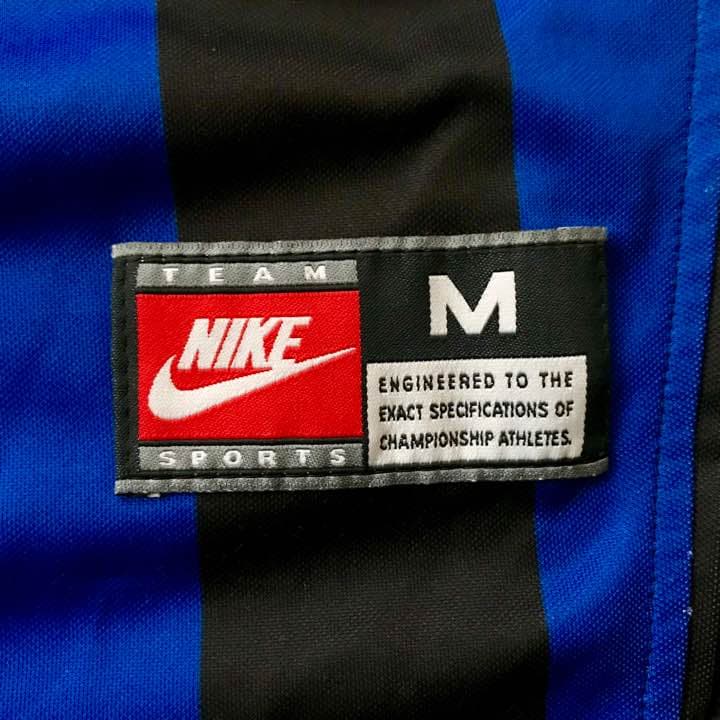 TEAM
NIKE
SPORTS
M
ENGINEERED TO THE
EXACT SPECIFICATIONS OF
CHAMPIONSHIP ATHLETES.